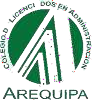 COLEGIO D LICENCI DOS EN ADMINISTRACION
AREQUIPA